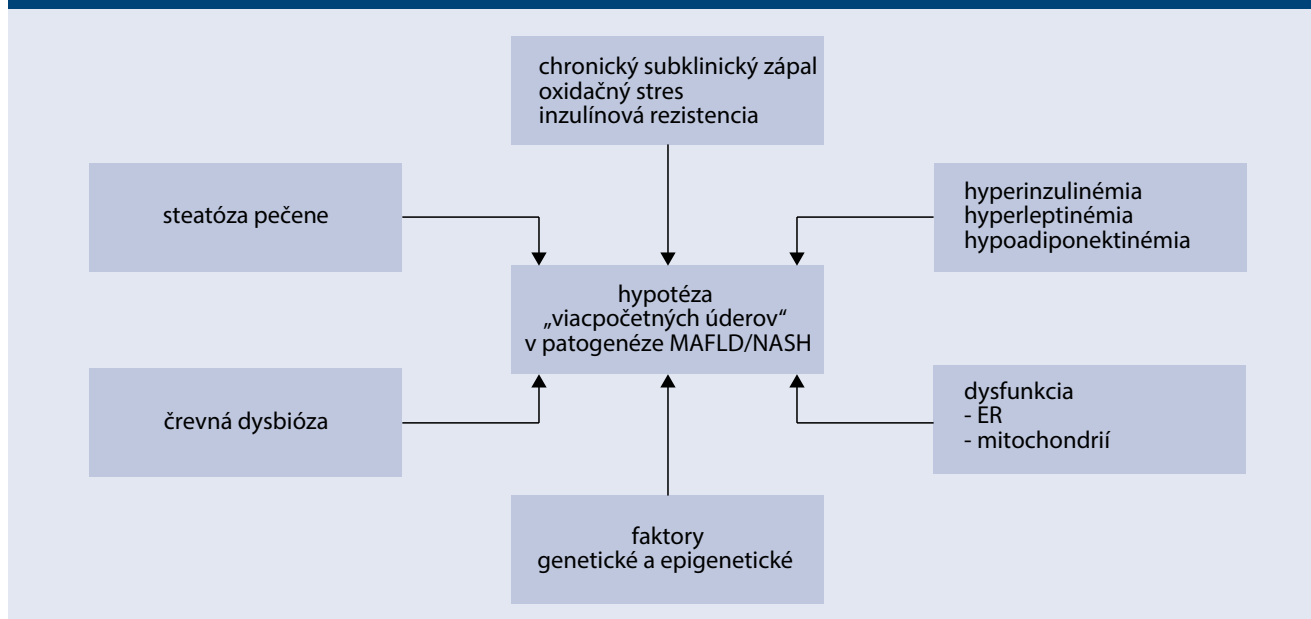 chronický subklinický zápal
oxidačný stres
inzulínová rezistencia
steatóza pečene
hyperinzulinémia
hyperleptinémia
hypoadiponektinémia
hypotéza
„viacpočetných úderov“
v patogenéze MAFLD/NASH
črevná dysbióza
dysfunkcia
- ER
- mitochondrií
faktory
genetické a epigenetické